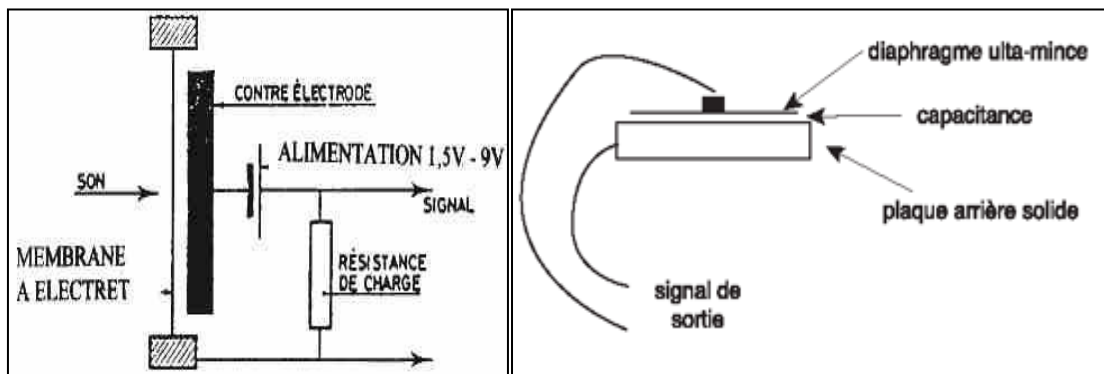 CONTRE ÉLECTRODE
ALIMENTATION 1,5V - 9V
SON
SIGNAL
MEMBRANE
A ELECTRET
RÉSISTANCE
DE CHARGE
diaphragme ulta-mince
capacitance
plaque arrière solide
signal de
sortie